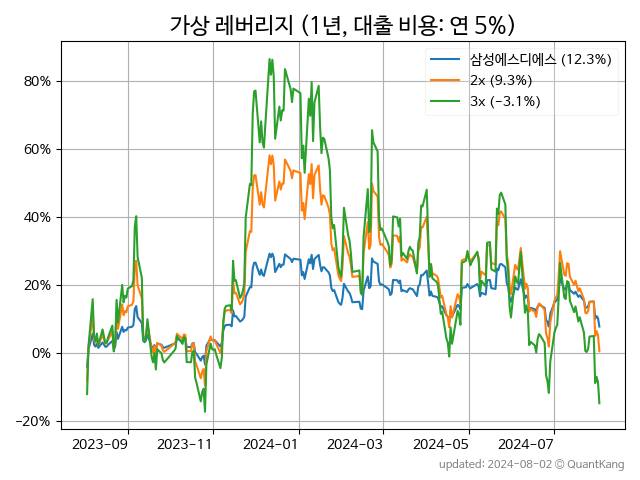 가상 레버리지 (1년, 대출 비용: 연 5%)
삼성에스디에스 (12.3%)
2x (9.3%)
3x (−3.1%)
80%
60%
40%
20%
0%
−20%
2023-09 2023-11 2024-01 2024-03 2024-05 2024-07
updated: 2024-08-02 © QuantKang